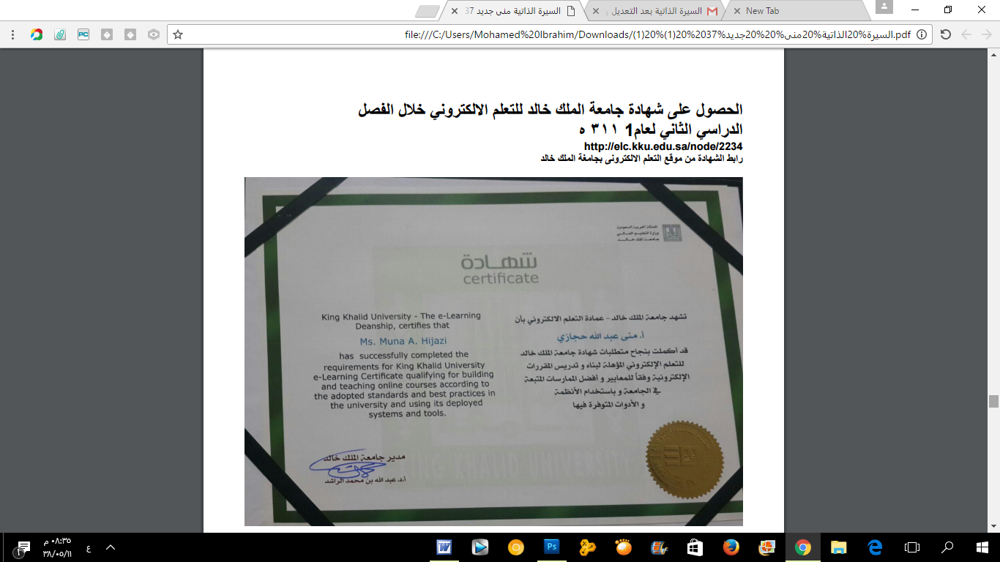 السيرة الذاتية منى جديد 37
السيرة الذاتية بعد التعديل و
New Tab
file:///C:/Users/Mohamed%20Ibrahim/Downloads/السيرة%20الذاتية%20منى%20%20جديد%2037%20(1)%20(1).pdf
الحصول على شهادة جامعة الملك خالد للتعلم الالكتروني خلال الفصل
الدراسي الثاني لعام1 ٣١١ ه
http://elc.kku.edu.sa/node/2234
رابط الشهادة من موقع التعلم الالكتروني بجامعة الملك خالد
المملكة العربية السعودية
وزارة التعليم العالي
جامعة الملك خالد
شهادة
certificate
تشهد جامعة الملك خالد – عمادة التعلم الالكتروني بأن
أ. منى عبد الله حجازي
قد أكملت بنجاح متطلبات شهادة جامعة الملك خالد
للتعلم الإلكتروني المؤهلة لبناء و تدريس المقررات
الإلكترونية وفقاً للمعايير و أفضل الممارسات المتبعة
في الجامعة و باستخدام الأنظمة
و الأدوات المتوفرة فيها
King Khalid University - The e-Learning
Deanship, certifies that
Ms. Muna A. Hijazi
has successfully completed the
requirements for King Khalid University
e-Learning Certificate qualifying for building
and teaching online courses according to
the adopted standards and best practices in
the university and using its deployed
systems and tools.
مدير جامعة الملك خالد
أ.د. عبد الله بن محمد الراشد
KING KHALID UNIVERSITY
٠٨:٣٥ م
٣٨/٠٥/١١
ع
١
PC
W
Ps